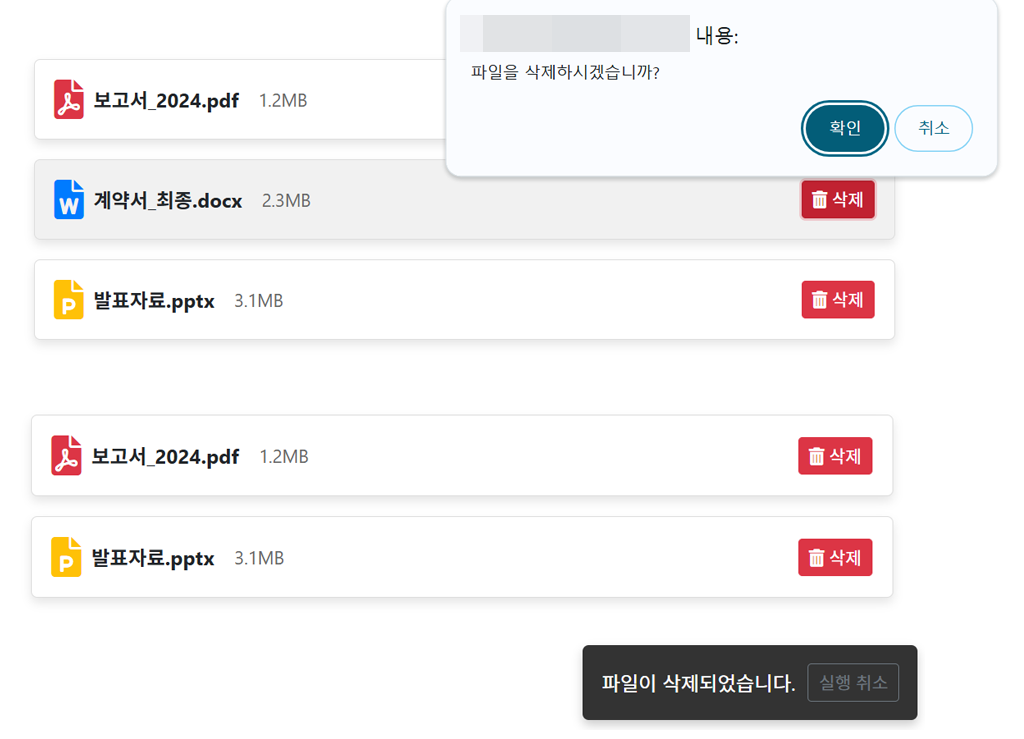 내용:
파일을 삭제하시겠습니까?
확인 취소
보고서_2024.pdf 1.2MB
계약서_최종.docx 2.3MB 삭제
발표자료.pptx 3.1MB 삭제
보고서_2024.pdf 1.2MB 삭제
발표자료.pptx 3.1MB 삭제
파일이 삭제되었습니다. 실행 취소